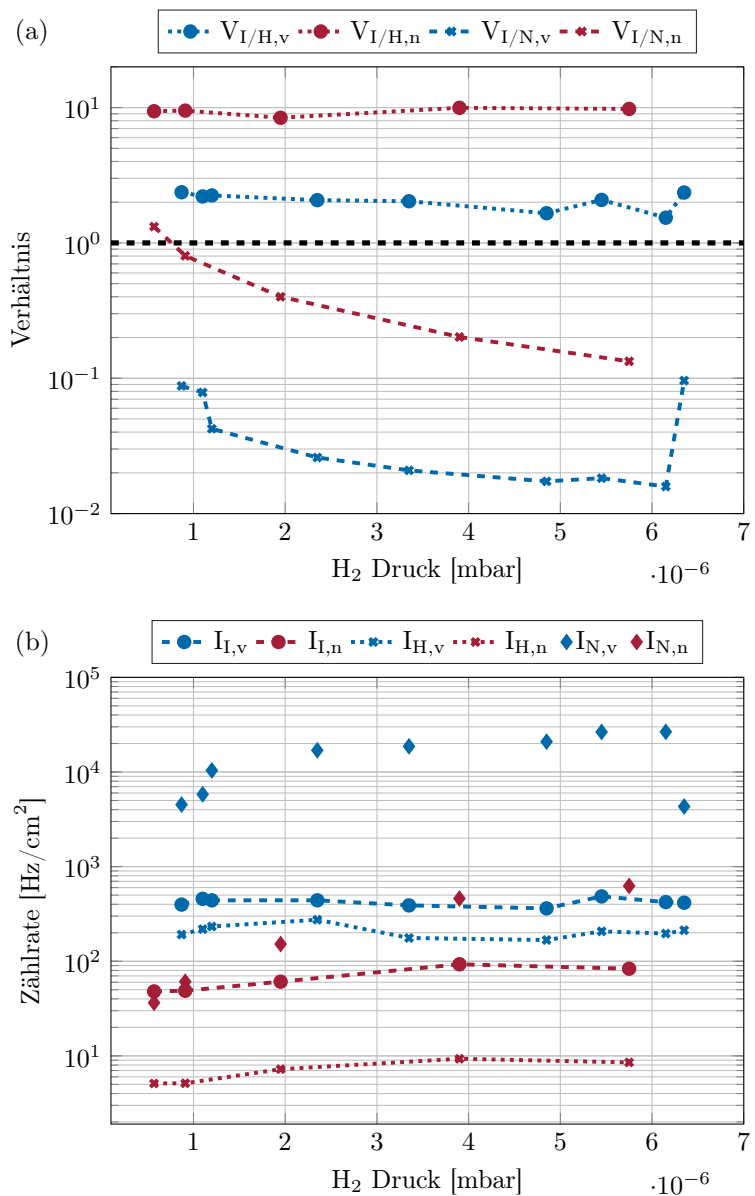 (a)
V_I/H,v V_I/H,n V_I/N,v V_I/N,n
10^1
10^0
10^−1
10^−2
Verhältnis
1 2 3 4 5 6 7
H_2 Druck [mbar]
·10^−6
(b)
I_I,v I_I,n I_H,v I_H,n I_N,v I_N,n
10^5
10^4
10^3
10^2
10^1
Zählrate [Hz/cm^2]
1 2 3 4 5 6 7
H_2 Druck [mbar]
·10^−6